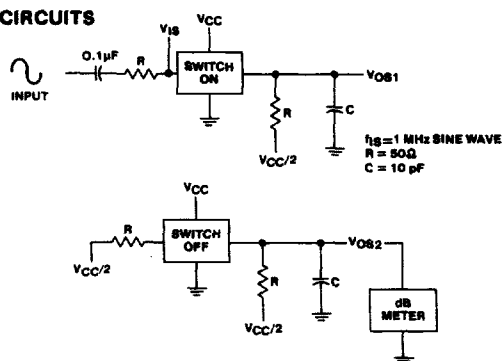 CIRCUITS
VIS
VCC
0.1µF
R
SWITCH
ON
VOS1
INPUT
R
C
VCC/2
fIS=1 MHz SINE WAVE
R = 50Ω
C = 10 pF
VCC
R
SWITCH
OFF
VOS2
VCC/2
R
C
VCC/2
dB
METER